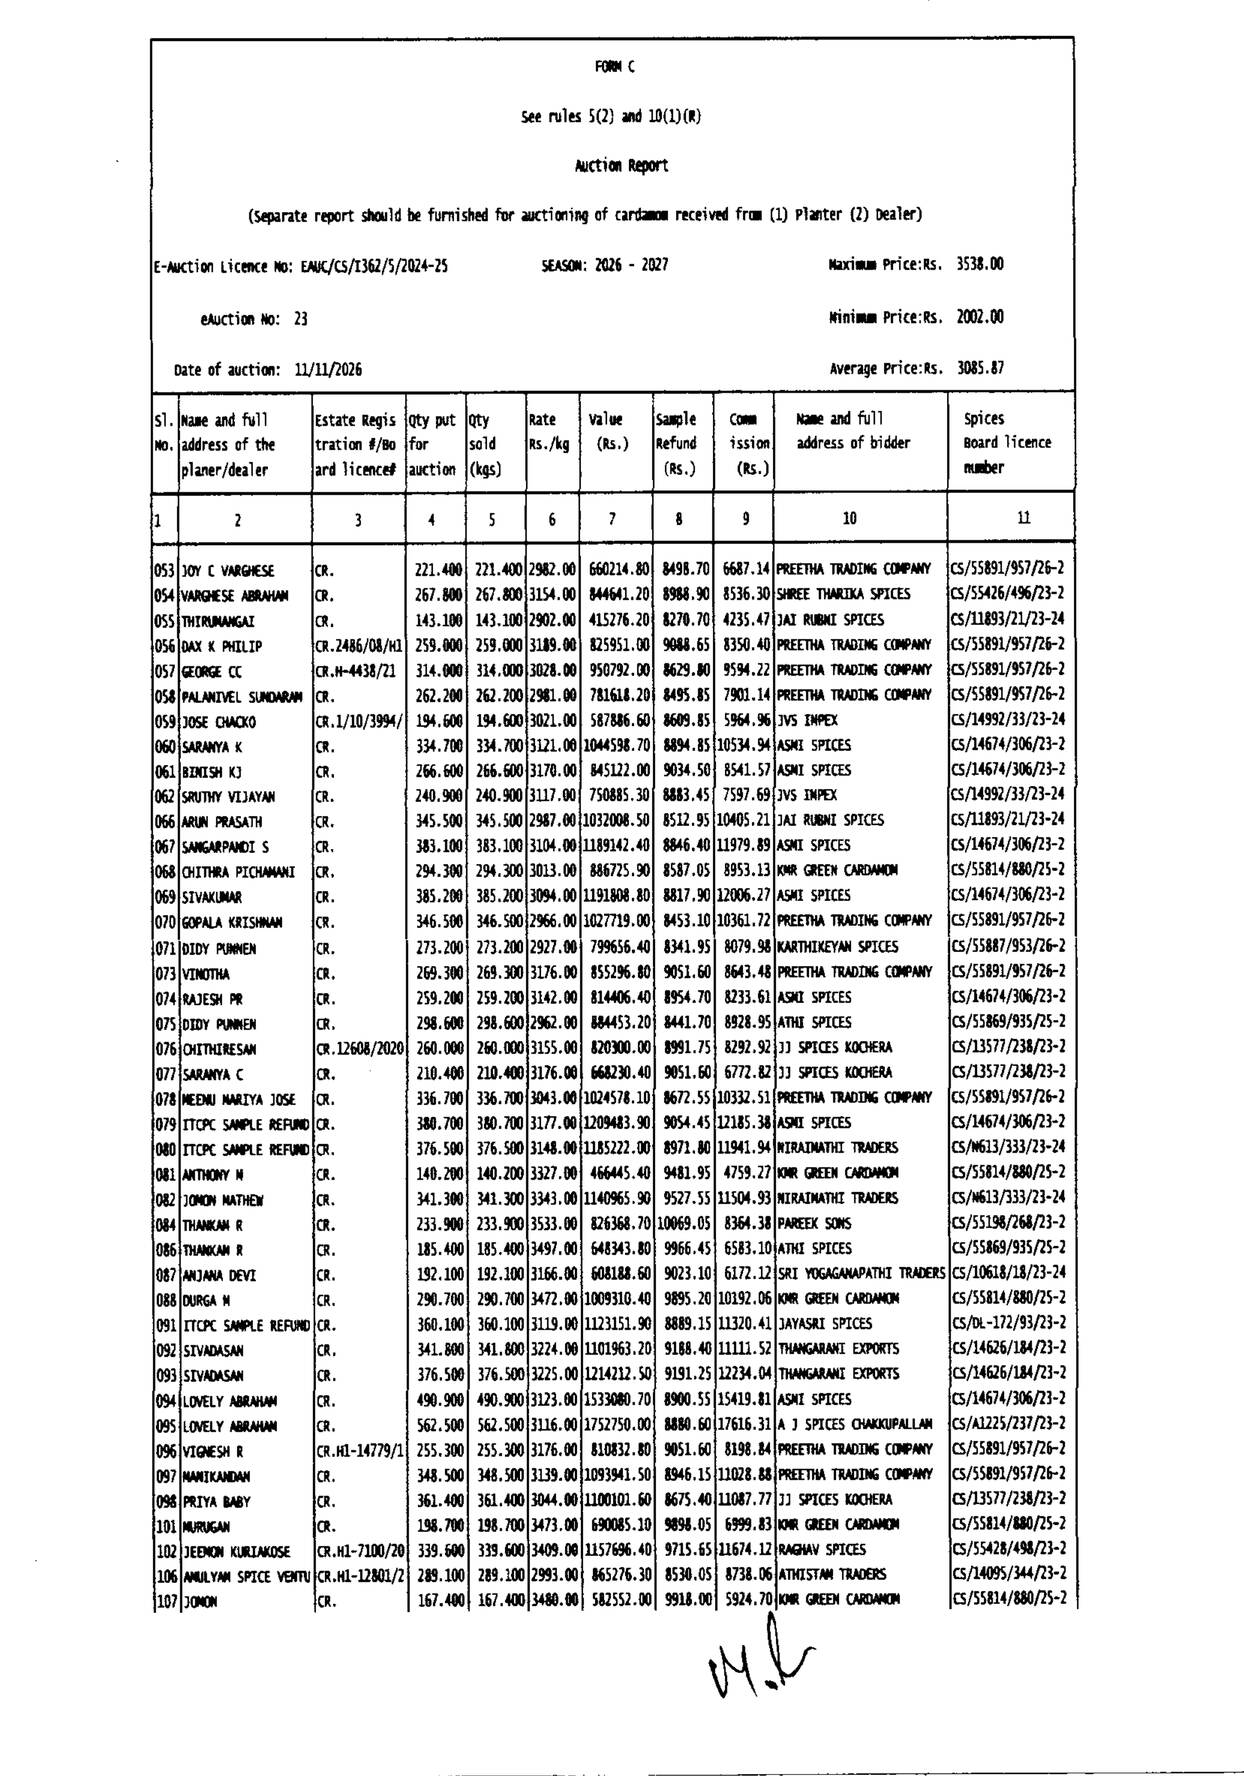 FORM C
See rules 5(2) and 10(1)(R)
Auction Report
(Separate report should be furnished for auctioning of cardamom received from (1) Planter (2) Dealer)
E-Auction Licence No: EAUC/CS/I362/5/2024-25 SEASON: 2026 - 2027 Maximum Price:Rs. 3538.00
eAuction No: 23 Minimum Price:Rs. 2002.00
Date of auction: 11/11/2026 Average Price:Rs. 3085.87
Sl. Name and full Estate Regis Qty put Qty Rate Value Sample Comm Name and full Spices
No. address of the tration #/Bo for sold Rs./kg (Rs.) Refund ission address of bidder Board licence
planer/dealer ard licence# auction (kgs) (Rs.) (Rs.) number
1 2 3 4 5 6 7 8 9 10 11
053 JOY C VARGHESE CR. 221.400 221.400 2982.00 660214.80 8498.70 6687.14 PREETHA TRADING COMPANY CS/55891/957/26-2
054 VARGHESE ABRAHAM CR. 267.800 267.800 3154.00 844641.20 8988.90 8536.30 SHREE THARIKA SPICES CS/55426/496/23-2
055 THIRUMANGAI CR. 143.100 143.100 2902.00 415276.20 8270.70 4235.47 JAI RUBNI SPICES CS/11893/21/23-24
056 DAX K PHILIP CR.2486/08/H1 259.000 259.000 3189.00 825951.00 9088.65 8350.40 PREETHA TRADING COMPANY CS/55891/957/26-2
057 GEORGE CC CR.H-4438/21 314.000 314.000 3028.00 950792.00 8629.80 9594.22 PREETHA TRADING COMPANY CS/55891/957/26-2
058 PALANIVEL SUNDARAM CR. 262.200 262.200 2981.00 781618.20 8495.85 7901.14 PREETHA TRADING COMPANY CS/55891/957/26-2
059 JOSE CHACKO CR.1/10/3994/ 194.600 194.600 3021.00 587886.60 8609.85 5964.96 JVS IMPEX CS/14992/33/23-24
060 SARANYA K CR. 334.700 334.700 3121.00 1044598.70 8894.85 10534.94 ASMI SPICES CS/14674/306/23-2
061 BINISH KJ CR. 266.600 266.600 3170.00 845122.00 9034.50 8541.57 ASMI SPICES CS/14674/306/23-2
062 SRUTHY VIJAYAN CR. 240.900 240.900 3117.00 750885.30 8883.45 7597.69 JVS IMPEX CS/14992/33/23-24
066 ARUN PRASATH CR. 345.500 345.500 2987.00 1032008.50 8512.95 10405.21 JAI RUBNI SPICES CS/11893/21/23-24
067 SANGARPANDI S CR. 383.100 383.100 3104.00 1189142.40 8846.40 11979.89 ASMI SPICES CS/14674/306/23-2
068 CHITHRA PICHAMANI CR. 294.300 294.300 3013.00 886725.90 8587.05 8953.13 KMR GREEN CARDAMOM CS/55814/880/25-2
069 SIVAKUMAR CR. 385.200 385.200 3094.00 1191808.80 8817.90 12006.27 ASMI SPICES CS/14674/306/23-2
070 GOPALA KRISHNAN CR. 346.500 346.500 2966.00 1027719.00 8453.10 10361.72 PREETHA TRADING COMPANY CS/55891/957/26-2
071 DIDY PUNNEN CR. 273.200 273.200 2927.00 799656.40 8341.95 8079.98 KARTHIKEYAN SPICES CS/55887/953/26-2
073 VINOTHA CR. 269.300 269.300 3176.00 855296.80 9051.60 8643.48 PREETHA TRADING COMPANY CS/55891/957/26-2
074 RAJESH PR CR. 259.200 259.200 3142.00 814406.40 8954.70 8233.61 ASMI SPICES CS/14674/306/23-2
075 DIDY PUNNEN CR. 298.600 298.600 2962.00 884453.20 8441.70 8928.95 ATHI SPICES CS/55869/935/25-2
076 CHITHIRESAN CR.12608/2020 260.000 260.000 3155.00 820300.00 8991.75 8292.92 JJ SPICES KOCHERA CS/13577/238/23-2
077 SARANYA C CR. 210.400 210.400 3176.00 668230.40 9051.60 6772.82 JJ SPICES KOCHERA CS/13577/238/23-2
078 MEENU MARIYA JOSE CR. 336.700 336.700 3043.00 1024578.10 8672.55 10332.51 PREETHA TRADING COMPANY CS/55891/957/26-2
079 ITCPC SAMPLE REFUND CR. 380.700 380.700 3177.00 1209483.90 9054.45 12185.38 ASMI SPICES CS/14674/306/23-2
080 ITCPC SAMPLE REFUND CR. 376.500 376.500 3148.00 1185222.00 8971.80 11941.94 NIRAIMATHI TRADERS CS/N613/333/23-24
081 ANTHONY M CR. 140.200 140.200 3327.00 466445.40 9481.95 4759.27 KMR GREEN CARDAMOM CS/55814/880/25-2
082 JOMON MATHEW CR. 341.300 341.300 3343.00 1140965.90 9527.55 11504.93 NIRAIMATHI TRADERS CS/N613/333/23-24
084 THANKAN R CR. 233.900 233.900 3533.00 826368.70 10069.05 8364.38 PAREEK SONS CS/55198/268/23-2
086 THANKAN R CR. 185.400 185.400 3497.00 648343.80 9966.45 6583.10 ATHI SPICES CS/55869/935/25-2
087 ANJANA DEVI CR. 192.100 192.100 3166.00 608188.60 9023.10 6172.12 SRI YOGAGANAPATHI TRADERS CS/10618/18/23-24
088 DURGA M CR. 290.700 290.700 3472.00 1009310.40 9895.20 10192.06 KMR GREEN CARDAMOM CS/55814/880/25-2
091 ITCPC SAMPLE REFUND CR. 360.100 360.100 3119.00 1123151.90 8889.15 11320.41 JAYASRI SPICES CS/DL-172/93/23-2
092 SIVADASAN CR. 341.800 341.800 3224.00 1101963.20 9188.40 11111.52 THANGARANI EXPORTS CS/14626/184/23-2
093 SIVADASAN CR. 376.500 376.500 3225.00 1214212.50 9191.25 12234.04 THANGARANI EXPORTS CS/14626/184/23-2
094 LOVELY ABRAHAM CR. 490.900 490.900 3123.00 1533080.70 8900.55 15419.81 ASMI SPICES CS/14674/306/23-2
095 LOVELY ABRAHAM CR. 562.500 562.500 3116.00 1752750.00 8880.60 17616.31 A J SPICES CHAKKUPALLAM CS/A1225/237/23-2
096 VIGNESH R CR.H1-14779/1 255.300 255.300 3176.00 810832.80 9051.60 8198.84 PREETHA TRADING COMPANY CS/55891/957/26-2
097 MANIKANDAN CR. 348.500 348.500 3139.00 1093941.50 8946.15 11028.88 PREETHA TRADING COMPANY CS/55891/957/26-2
098 PRIYA BABY CR. 361.400 361.400 3044.00 1100101.60 8675.40 11087.77 JJ SPICES KOCHERA CS/13577/238/23-2
101 MURUGAN CR. 198.700 198.700 3473.00 690085.10 9898.05 6999.83 KMR GREEN CARDAMOM CS/55814/880/25-2
102 JEEMON KURIAKOSE CR.H1-7100/20 339.600 339.600 3409.00 1157696.40 9715.65 11674.12 RAGHAV SPICES CS/55428/498/23-2
106 AMULYAM SPICE VENTU CR.H1-12801/2 289.100 289.100 2993.00 865276.30 8530.05 8738.06 ATHISTAM TRADERS CS/14095/344/23-2
107 JOMON CR. 167.400 167.400 3480.00 582552.00 9918.00 5924.70 KMR GREEN CARDAMOM CS/55814/880/25-2